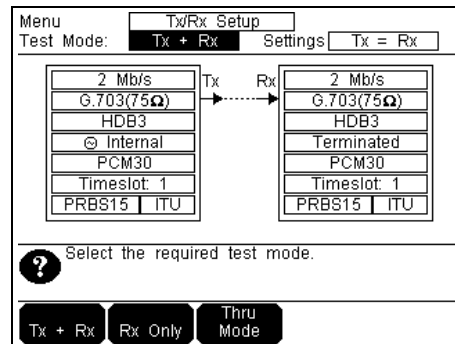 Menu Tx/Rx Setup
Test Mode: Tx + Rx Settings Tx = Rx
2 Mb/s Tx Rx 2 Mb/s
G.703(75Ω) G.703(75Ω)
HDB3 HDB3
Internal Terminated
PCM30 PCM30
Timeslot: 1 Timeslot: 1
PRBS15 ITU PRBS15 ITU
? Select the required test mode.
Tx + Rx Rx Only Thru Mode